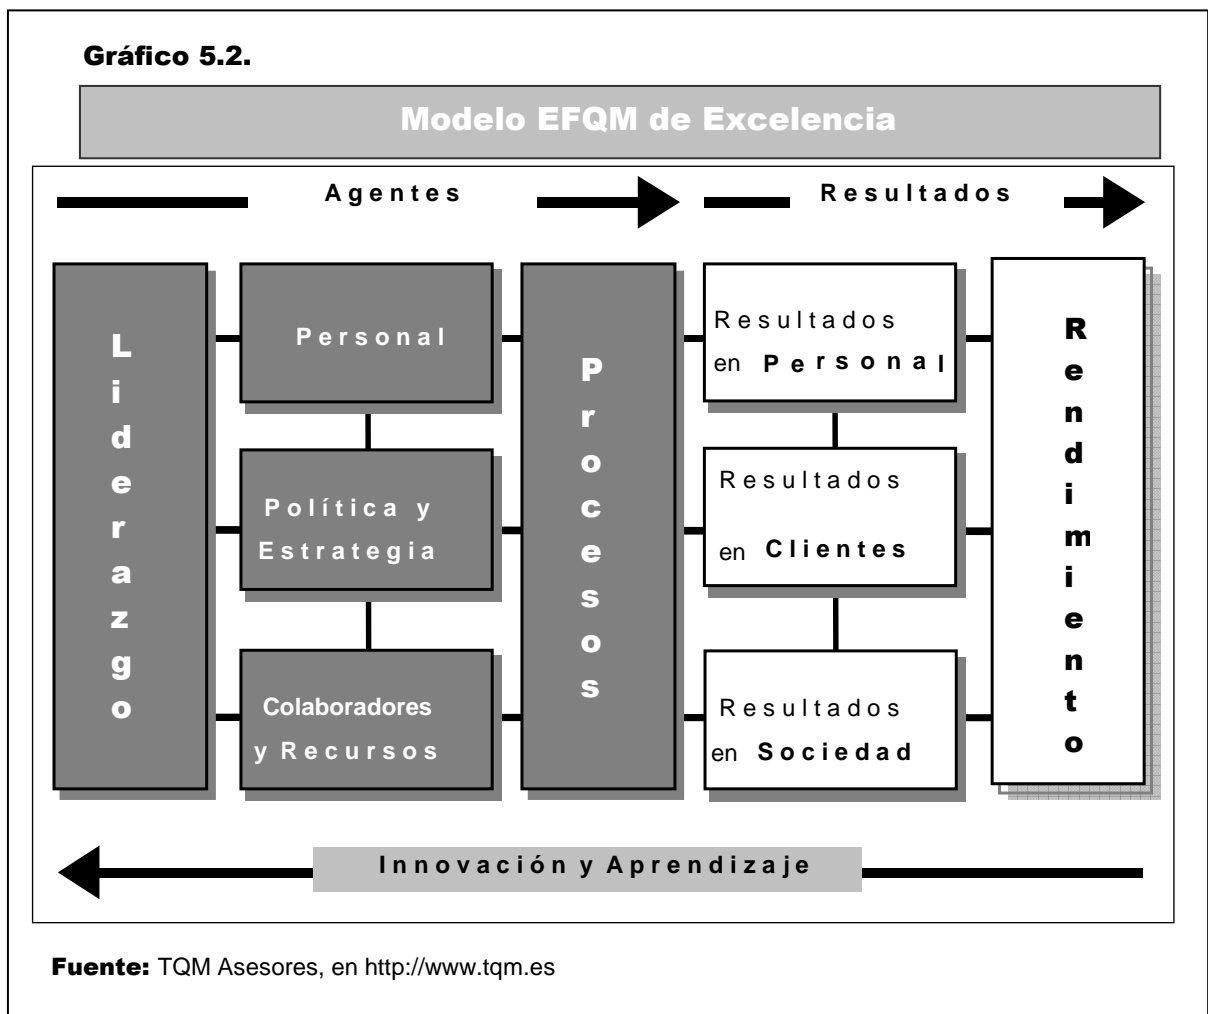 Gráfico 5.2.
Modelo EFQM de Excelencia
Agentes
Resultados
Liderazgo
Personal
Política y
Estrategia
Colaboradores
y Recursos
Procesos
Resultados
en Personal
Resultados
en Clientes
Resultados
en Sociedad
Rendimiento
Innovación y Aprendizaje
Fuente: TQM Asesores, en http://www.tqm.es